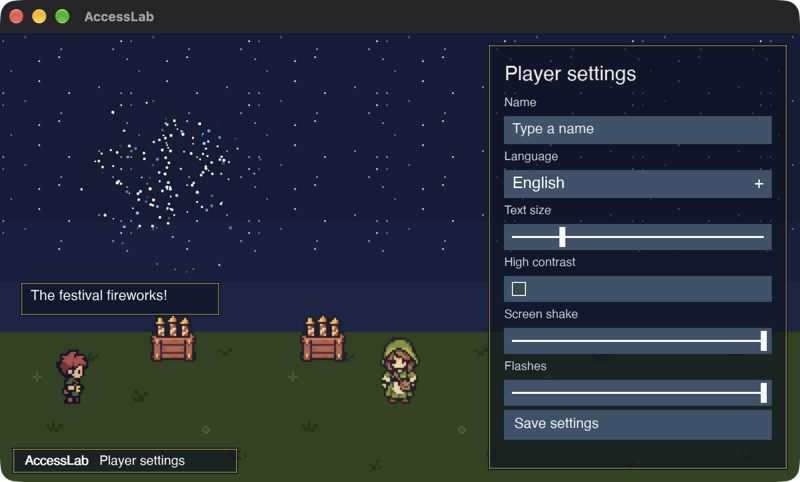 AccessLab
Player settings
Name
Type a name
Language
English +
Text size
High contrast
Screen shake
Flashes
Save settings
The festival fireworks!
AccessLab Player settings